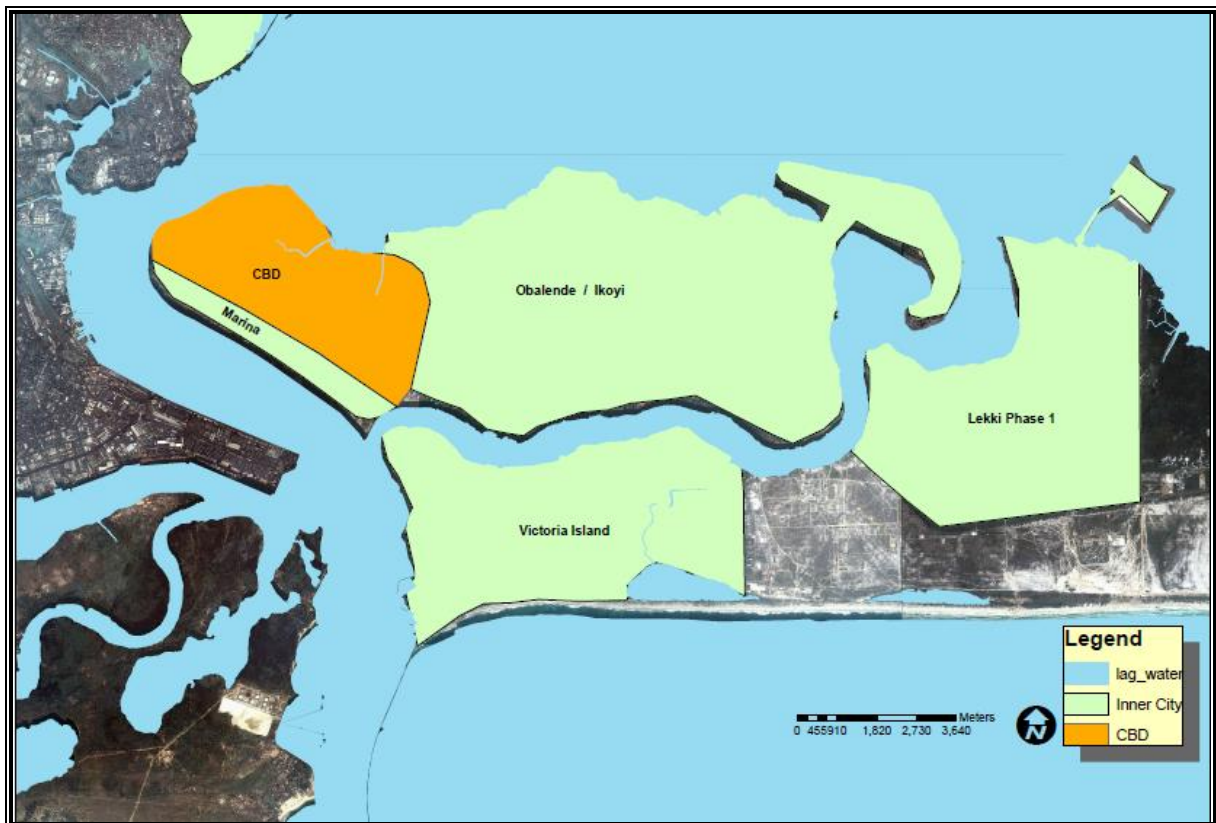 CBD
Marina
Obalende / Ikoyi
Lekki Phase 1
Victoria Island
Legend
lag_water
Inner City
CBD
Meters
0 455910 1,820 2,730 3,640
N